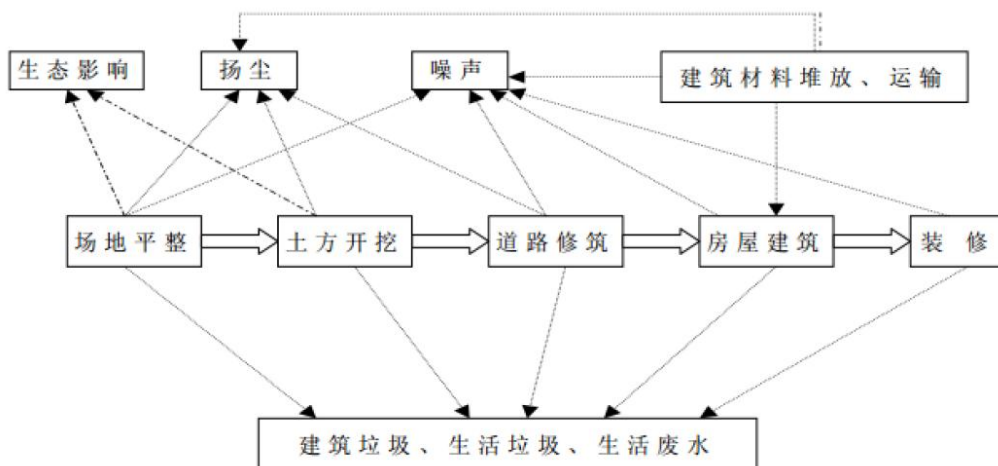 生态影响
扬尘
噪声
建筑材料堆放、运输
场地平整
土方开挖
道路修筑
房屋建筑
装修
建筑垃圾、生活垃圾、生活废水